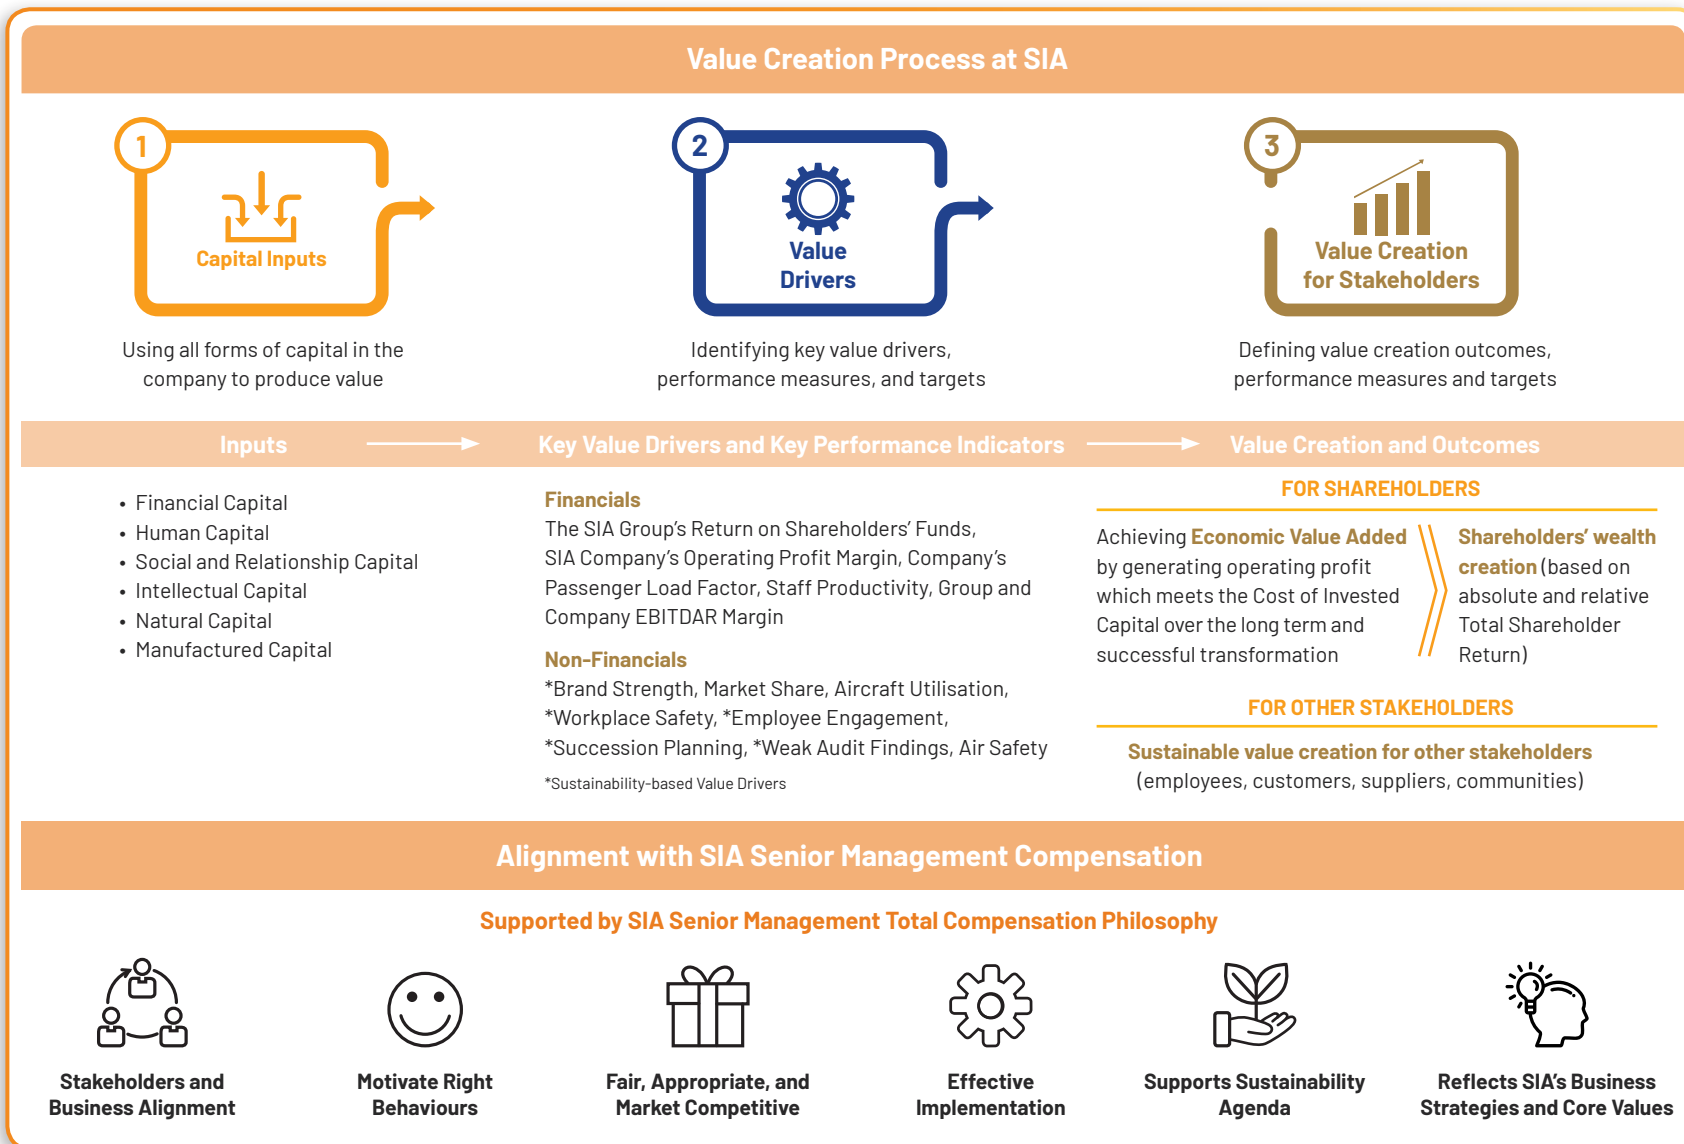 Value Creation Process at SIA
1
Capital Inputs
Using all forms of capital in the
company to produce value
2
Value
Drivers
Identifying key value drivers,
performance measures, and targets
3
Value Creation
for Stakeholders
Defining value creation outcomes,
performance measures and targets
Inputs
Key Value Drivers and Key Performance Indicators
Value Creation and Outcomes
• Financial Capital
• Human Capital
• Social and Relationship Capital
• Intellectual Capital
• Natural Capital
• Manufactured Capital
Financials
The SIA Group's Return on Shareholders' Funds,
SIA Company's Operating Profit Margin, Company's
Passenger Load Factor, Staff Productivity, Group and
Company EBITDAR Margin
Non-Financials
*Brand Strength, Market Share, Aircraft Utilisation,
*Workplace Safety, *Employee Engagement,
*Succession Planning, *Weak Audit Findings, Air Safety
*Sustainability-based Value Drivers
FOR SHAREHOLDERS
Achieving Economic Value Added
by generating operating profit
which meets the Cost of Invested
Capital over the long term and
successful transformation
Shareholders' wealth
creation (based on
absolute and relative
Total Shareholder
Return)
FOR OTHER STAKEHOLDERS
Sustainable value creation for other stakeholders
(employees, customers, suppliers, communities)
Alignment with SIA Senior Management Compensation
Supported by SIA Senior Management Total Compensation Philosophy
Stakeholders and
Business Alignment
Motivate Right
Behaviours
Fair, Appropriate, and
Market Competitive
Effective
Implementation
Supports Sustainability
Agenda
Reflects SIA's Business
Strategies and Core Values